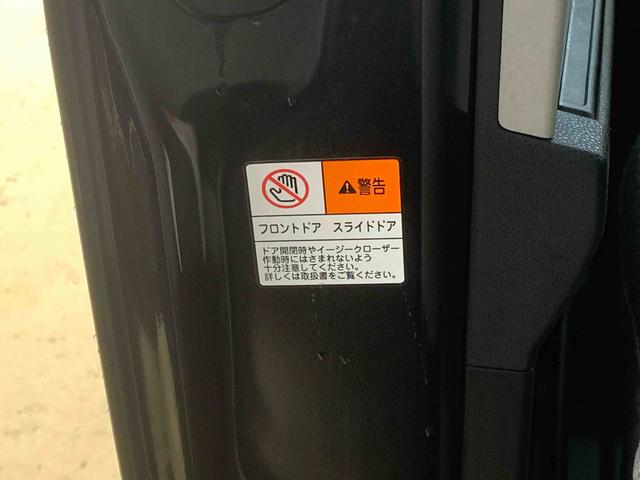 警告
フロントドア スライドドア
ドア開閉時やイージークローザー
作動時にはさまれないよう
十分注意してください。
詳しくは取扱書をご覧ください。